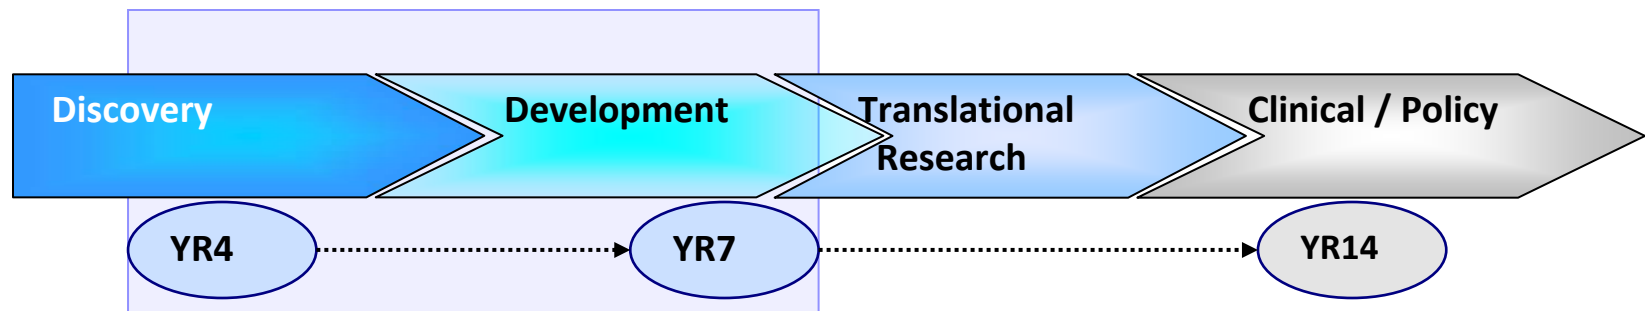 Discovery
Development
Translational
Research
Clinical / Policy
YR4
YR7
YR14